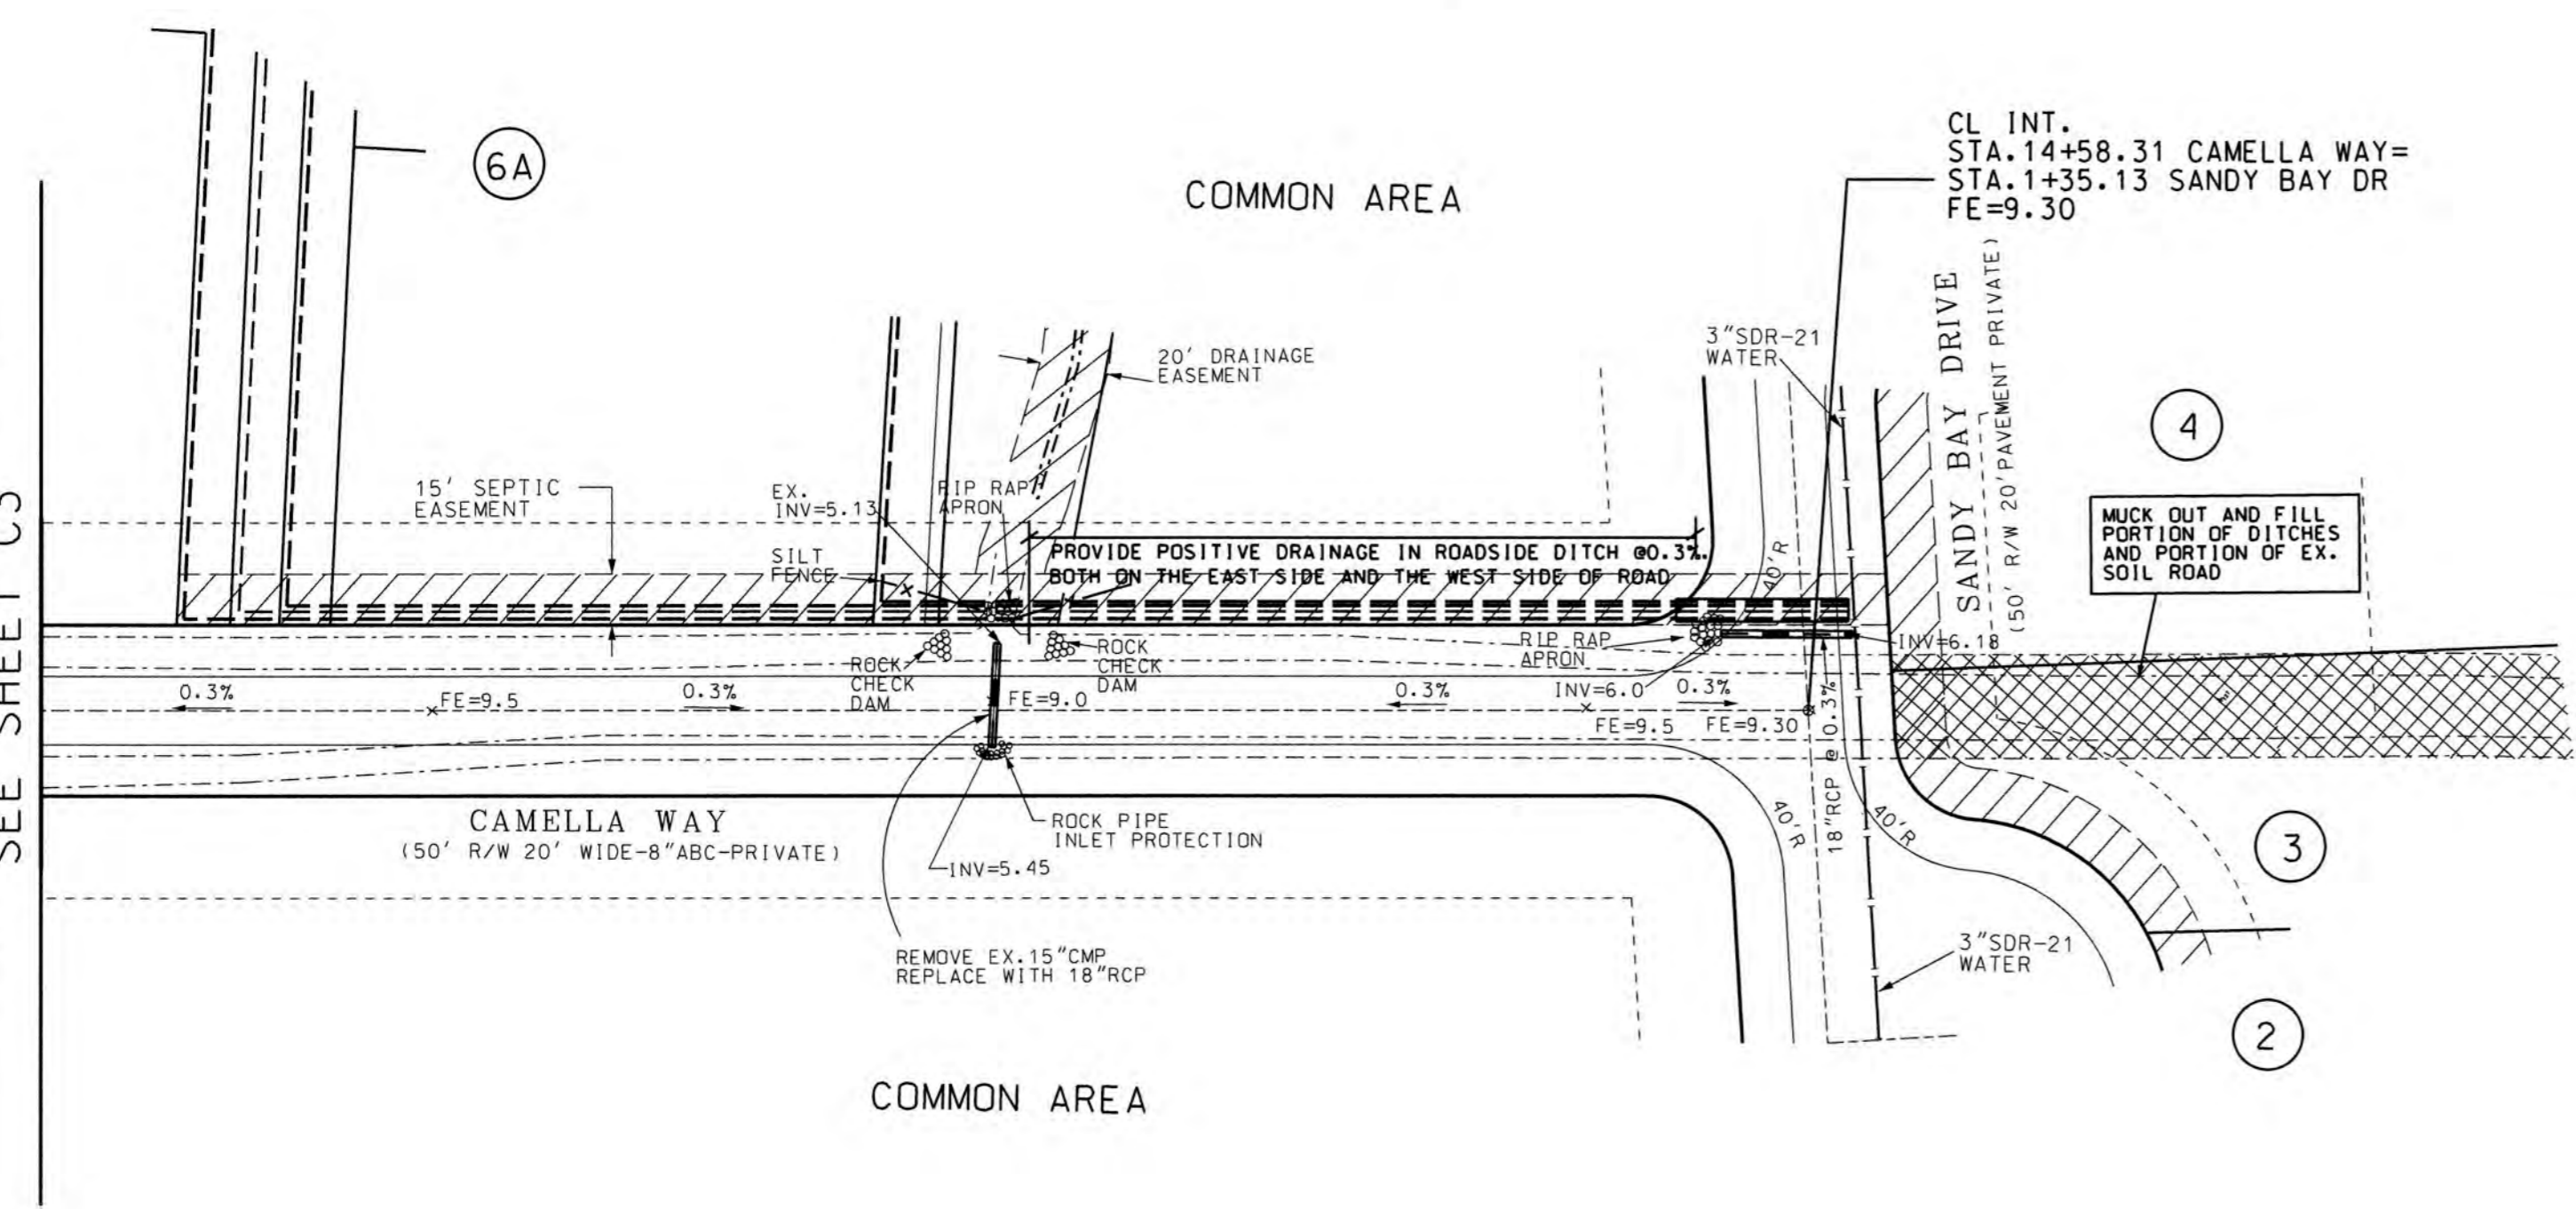 SEE SHEET C5
6A
COMMON AREA
CL INT.
STA.14+58.31 CAMELLA WAY=
STA.1+35.13 SANDY BAY DR
FE=9.30
20' DRAINAGE
EASEMENT
3"SDR-21
WATER
SANDY BAY DRIVE
(50' R/W 20'PAVEMENT PRIVATE)
4
MUCK OUT AND FILL
PORTION OF DITCHES
AND PORTION OF EX.
SOIL ROAD
15' SEPTIC
EASEMENT
EX.
INV=5.13
RIP RAP
APRON
SILT
FENCE
PROVIDE POSITIVE DRAINAGE IN ROADSIDE DITCH @0.3%.
BOTH ON THE EAST SIDE AND THE WEST SIDE OF ROAD
40'R
ROCK
CHECK
DAM
ROCK
CHECK
DAM
RIP RAP
APRON
INV=6.18
0.3%
FE=9.5
0.3%
FE=9.0
0.3%
INV=6.0
0.3%
FE=9.5
FE=9.30
18"RCP @ 0.3%
CAMELLA WAY
(50' R/W 20' WIDE-8"ABC-PRIVATE)
ROCK PIPE
INLET PROTECTION
INV=5.45
40'R
40'R
3
REMOVE EX.15"CMP
REPLACE WITH 18"RCP
3"SDR-21
WATER
2
COMMON AREA